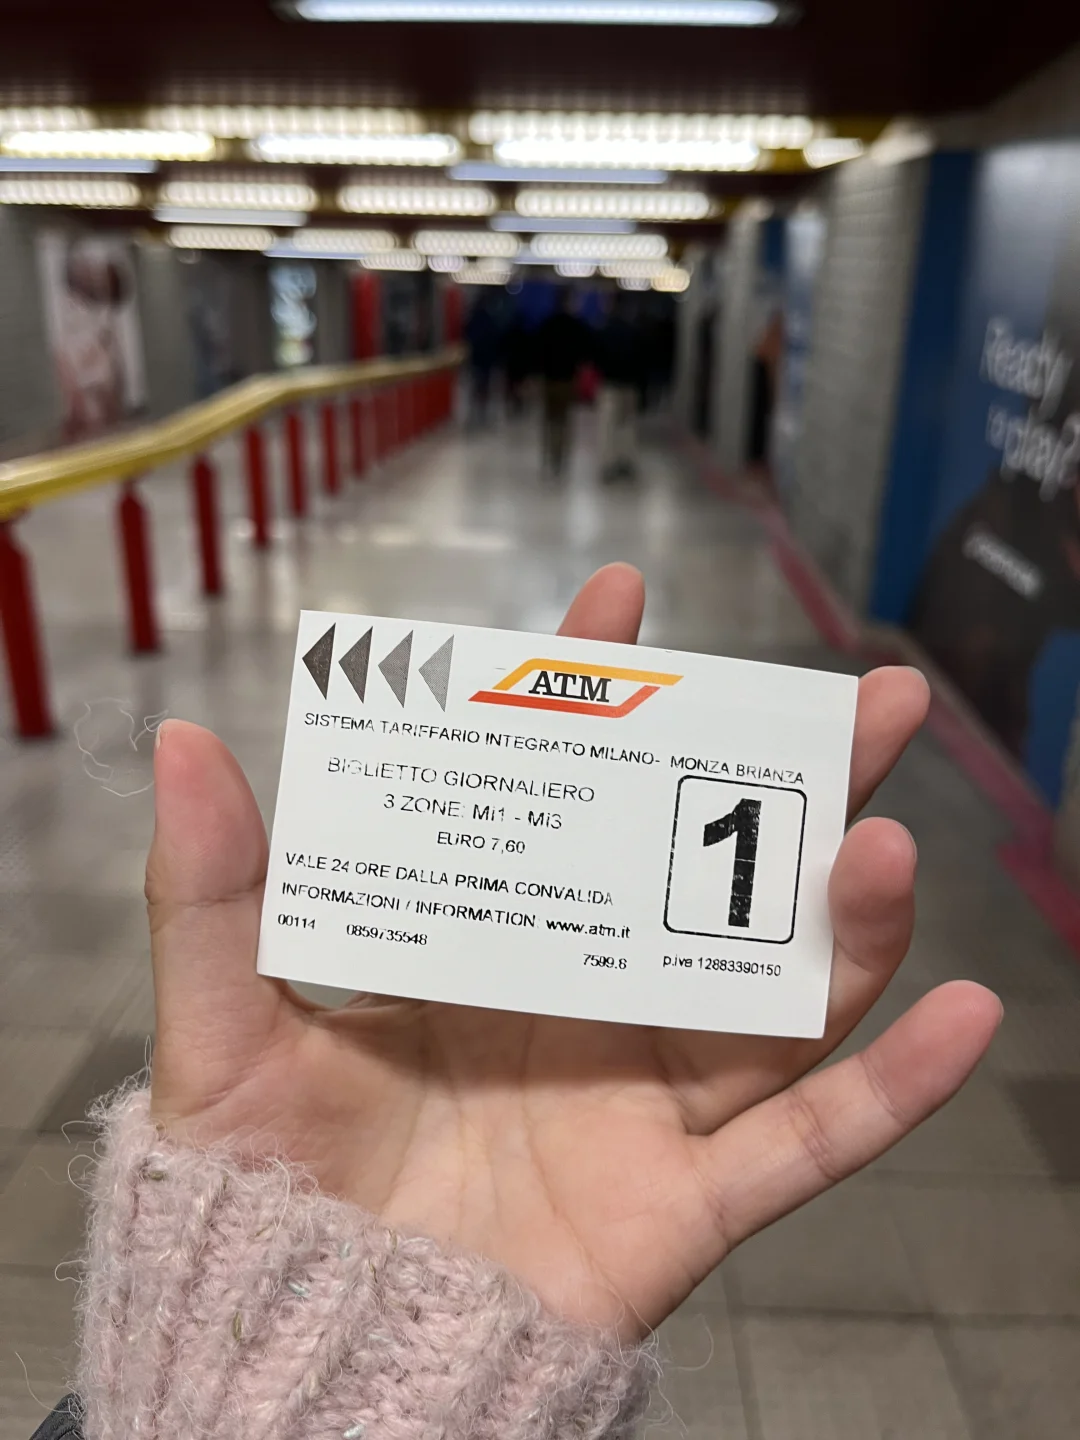 ATM
SISTEMA TARIFFARIO INTEGRATO MILANO- MONZA BRIANZA
BIGLIETTO GIORNALIERO
3 ZONE: Mi1 - Mi3
EURO 7,60
1
VALE 24 ORE DALLA PRIMA CONVALIDA
INFORMAZIONI / INFORMATION: www.atm.it
00114 0859735548
7599.6 p.iva 12883390150
Ready
to play?